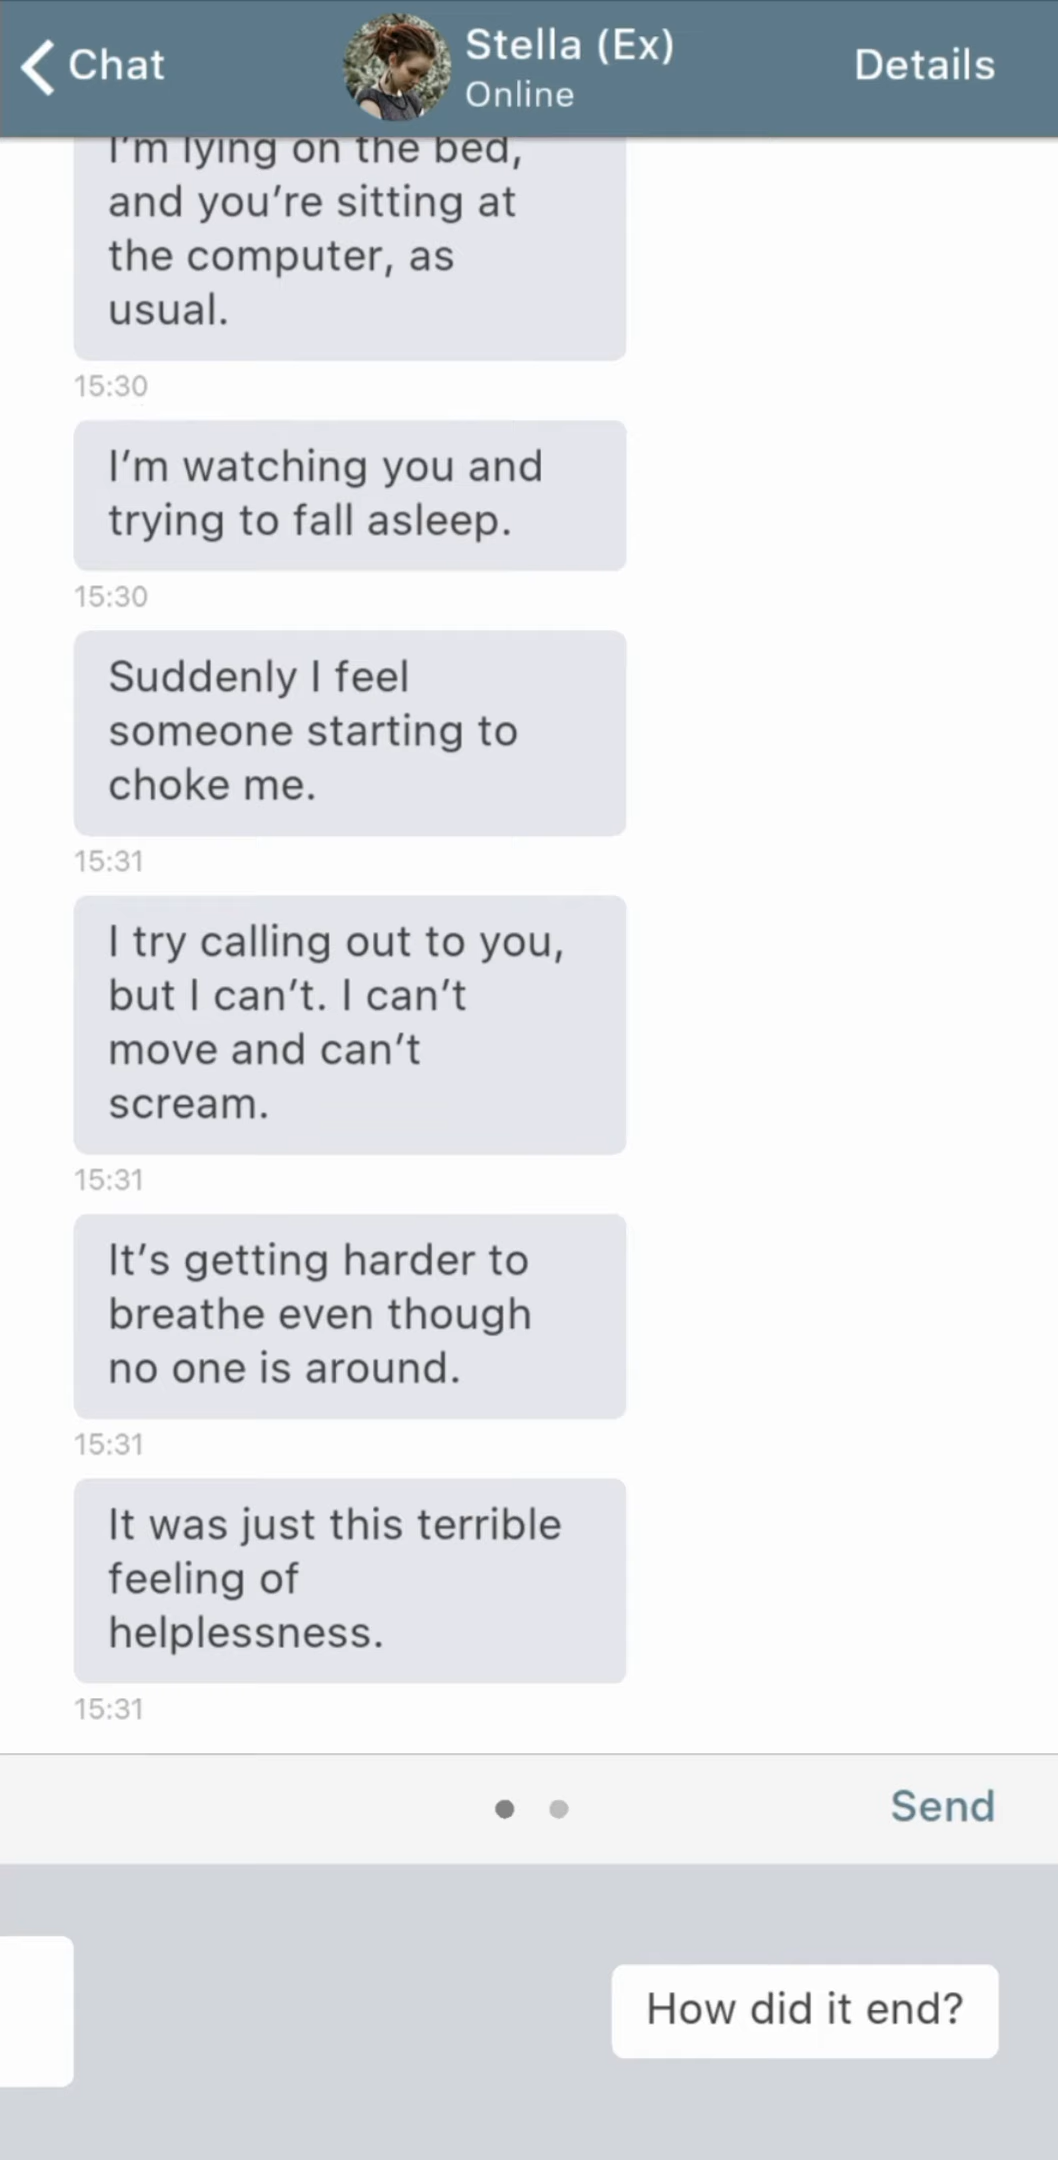 Chat
Stella (Ex)
Online
Details
I'm lying on the bed,
and you're sitting at
the computer, as
usual.
15:30
I'm watching you and
trying to fall asleep.
15:30
Suddenly I feel
someone starting to
choke me.
15:31
I try calling out to you,
but I can't. I can't
move and can't
scream.
15:31
It's getting harder to
breathe even though
no one is around.
15:31
It was just this terrible
feeling of
helplessness.
15:31
Send
How did it end?